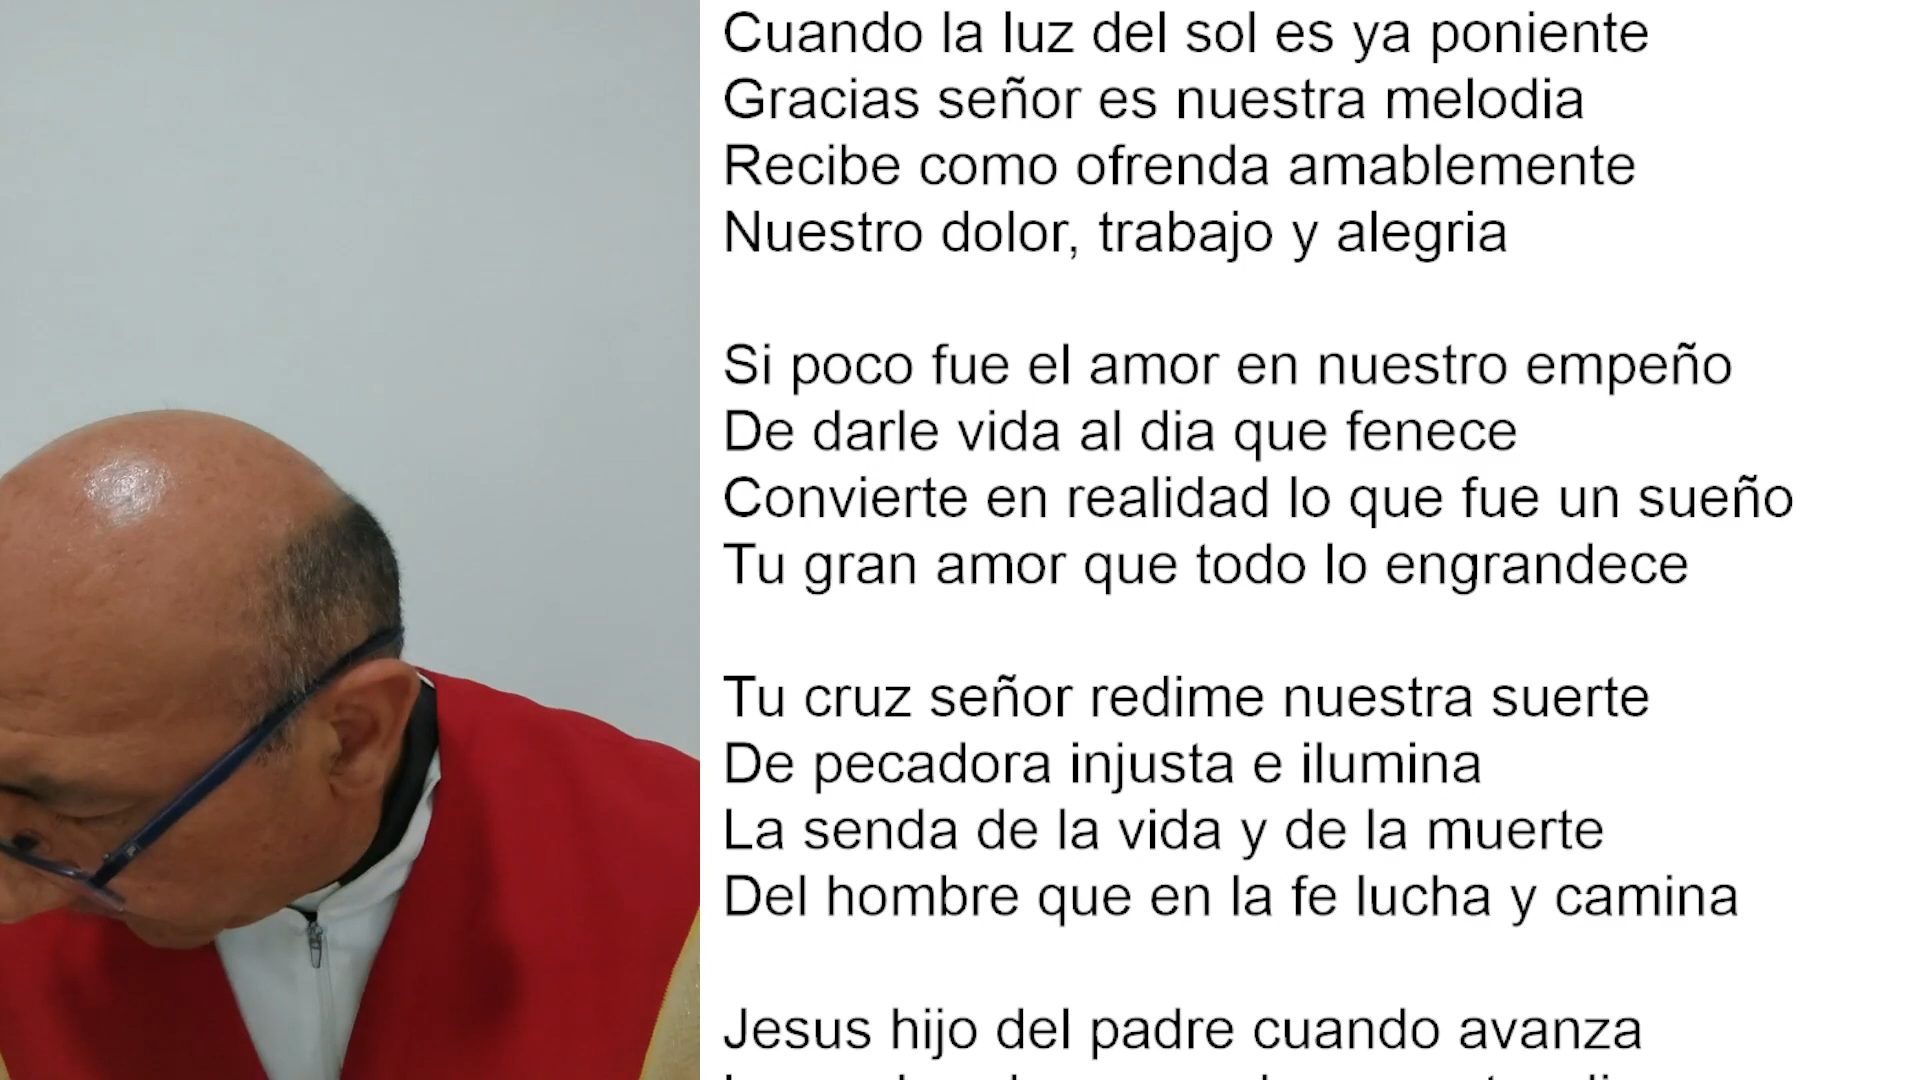 Cuando la luz del sol es ya poniente
Gracias señor es nuestra melodia
Recibe como ofrenda amablemente
Nuestro dolor, trabajo y alegria
Si poco fue el amor en nuestro empeño
De darle vida al dia que fenece
Convierte en realidad lo que fue un sueño
Tu gran amor que todo lo engrandece
Tu cruz señor redime nuestra suerte
De pecadora injusta e ilumina
La senda de la vida y de la muerte
Del hombre que en la fe lucha y camina
Jesus hijo del padre cuando avanza